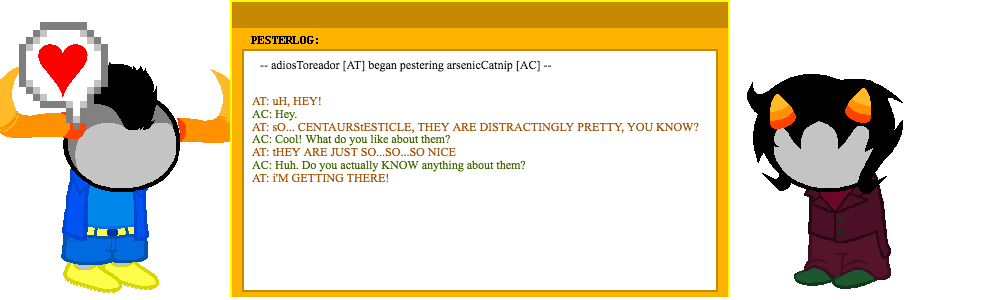 PESTERLOG:
-- adiosToreador [AT] began pestering arsenicCatnip [AC] --
AT: uH, HEY!
AC: Hey.
AT: sO... CENTAURStESTICLE, THEY ARE DISTRACTINGLY PRETTY, YOU KNOW?
AC: Cool! What do you like about them?
AT: tHEY ARE JUST SO...SO...SO NICE
AC: Huh. Do you actually KNOW anything about them?
AT: i'M GETTING THERE!